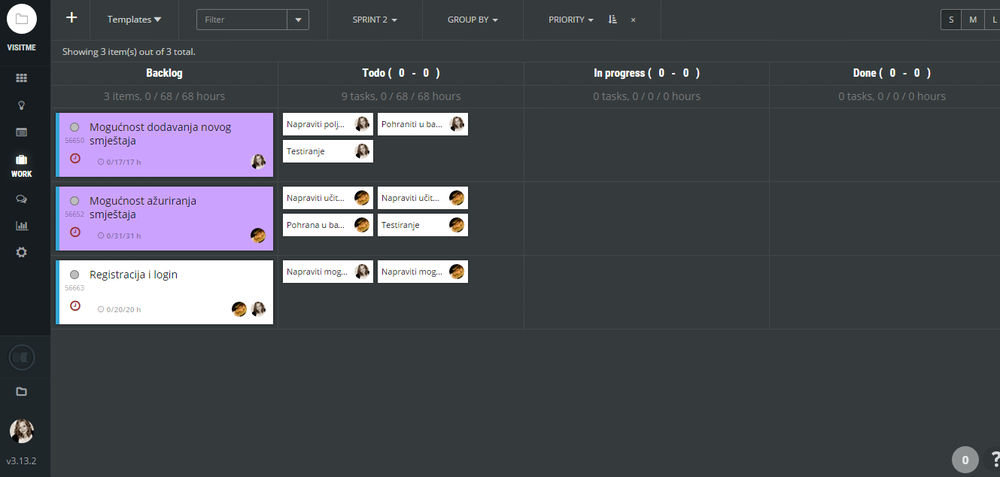 Templates
Filter
SPRINT 2
GROUP BY
PRIORITY
×
S M L
VISITME
Showing 3 item(s) out of 3 total.
Backlog
Todo ( 0 - 0 )
In progress ( 0 - 0 )
Done ( 0 - 0 )
3 items, 0 / 68 / 68 hours
9 tasks, 0 / 68 / 68 hours
0 tasks, 0 / 0 / 0 hours
0 tasks, 0 / 0 / 0 hours
Mogućnost dodavanja novog
smještaja
56650
0/17/17 h
Napraviti polj...
Pohraniti u ba...
Testiranje
WORK
Mogućnost ažuriranja
smještaja
56652
0/31/31 h
Napraviti učit...
Napraviti učit...
Pohrana u ba...
Testiranje
Registracija i login
56663
0/20/20 h
Napraviti mog...
Napraviti mog...
v3.13.2
0
?